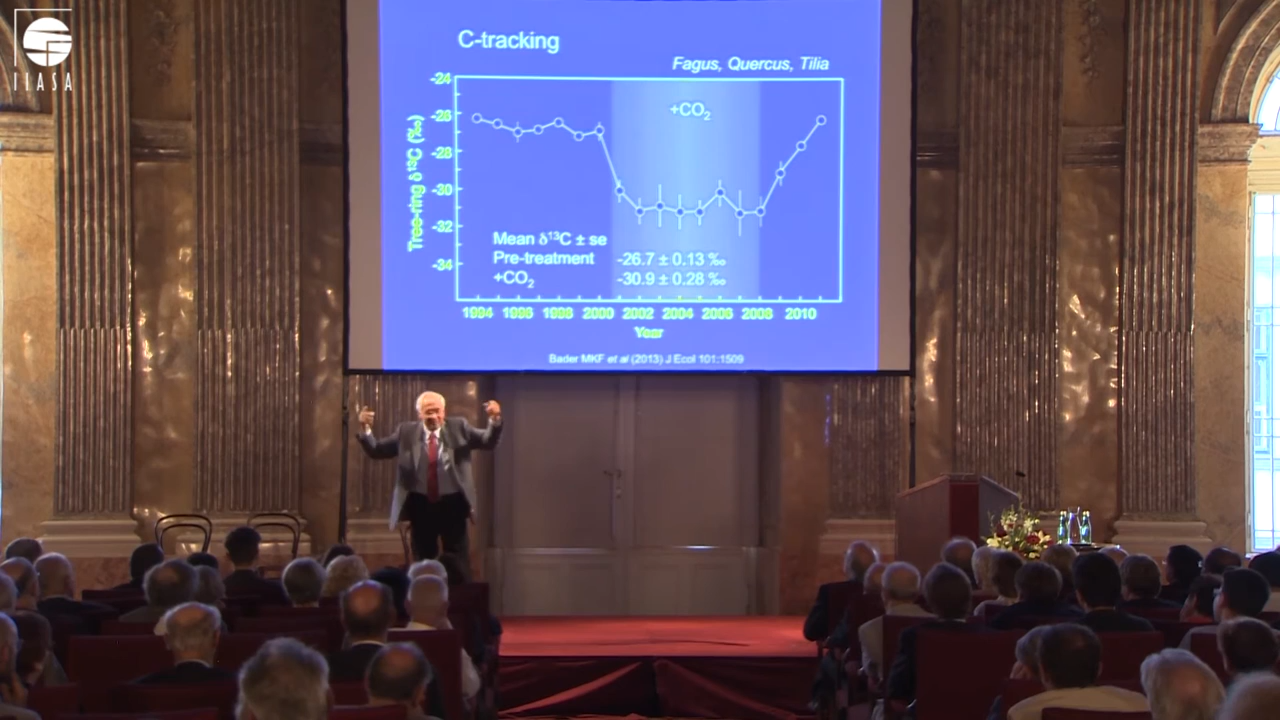 IIASA
C-tracking
Fagus, Quercus, Tilia
+CO₂
-24
-26
-28
-30
-32
-34
Tree-ring δ¹³C (‰)
Mean δ¹³C ± se
Pre-treatment -26.7 ± 0.13 ‰
+CO₂ -30.9 ± 0.28 ‰
1994 1996 1998 2000 2002 2004 2006 2008 2010
Year
Bader MKF et al (2013) J Ecol 101:1509